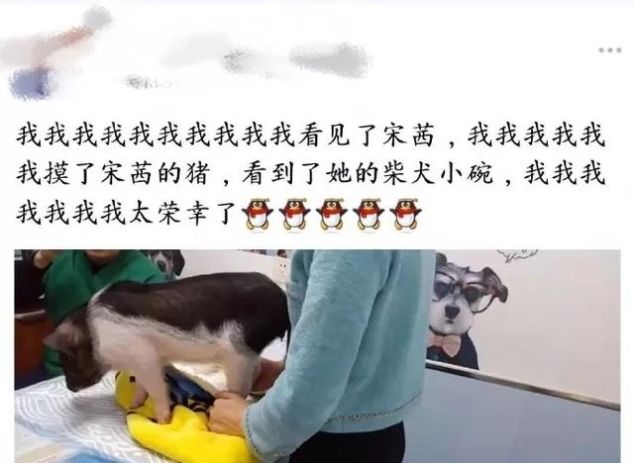 我我我我我我我我我我看见了宋茜，我我我我我
我摸了宋茜的猪，看到了她的柴犬小碗，我我我
我我我我太荣幸了